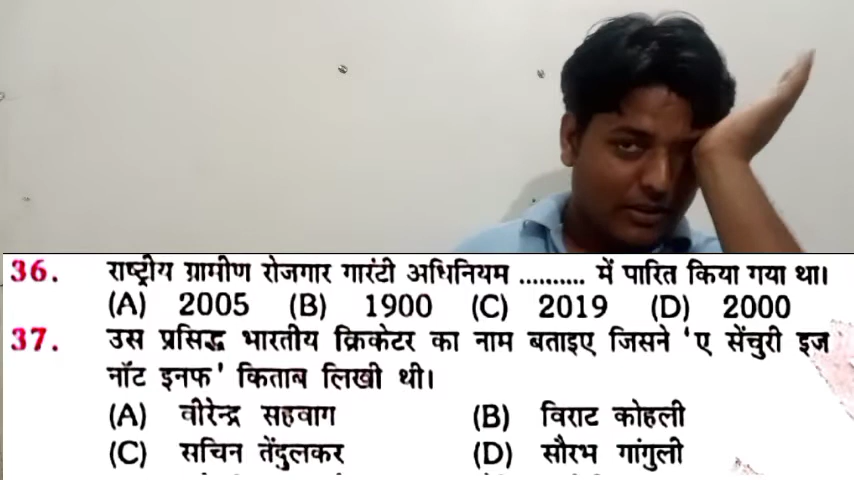 36. राष्ट्रीय ग्रामीण रोजगार गारंटी अधिनियम .......... में पारित किया गया था।
(A) 2005 (B) 1900 (C) 2019 (D) 2000
37. उस प्रसिद्ध भारतीय क्रिकेटर का नाम बताइए जिसने 'ए सेंचुरी इज
नॉट इनफ' किताब लिखी थी।
(A) वीरेन्द्र सहवाग (B) विराट कोहली
(C) सचिन तेंदुलकर (D) सौरभ गांगुली